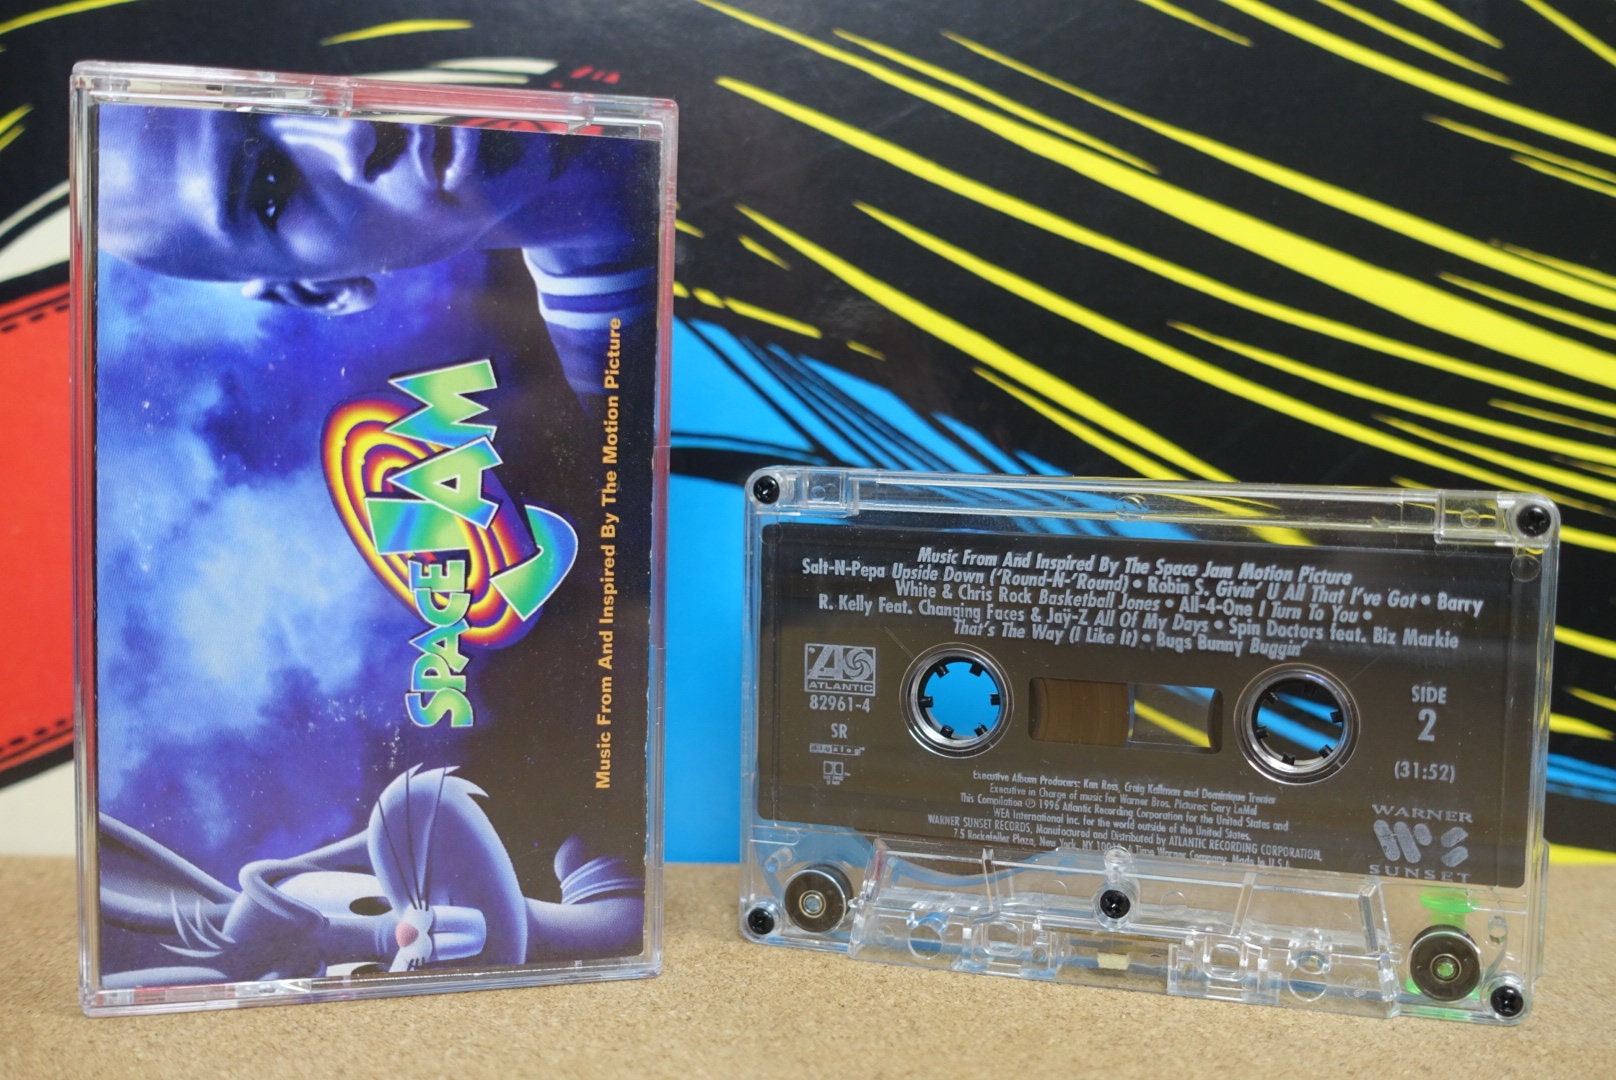 SPACE JAM
Music From And Inspired By The Motion Picture
Music From And Inspired By The Space Jam Motion Picture
Salt-N-Pepa Upside Down ('Round-N-'Round) • Robin S. Givin' U All That I've Got • Barry
White & Chris Rock Basketball Jones • All-4-One I Turn To You •
R. Kelly Feat. Changing Faces & Jay-Z All Of My Days • Spin Doctors feat. Biz Markie
That's The Way (I Like It) • Bugs Bunny Buggin'
ATLANTIC
82961-4
SR
SIDE
2
(31:52)
Executive Album Producers: Ken Ross, Craig Kallman and Dominique Trenier
Executive in Charge of music for Warner Bros. Pictures: Gary LeMel
This Compilation ℗ 1996 Atlantic Recording Corporation for the United States and
WEA International Inc. for the world outside of the United States.
WARNER SUNSET RECORDS, Manufactured and Distributed by ATLANTIC RECORDING CORPORATION,
75 Rockefeller Plaza, New York, NY A Time Warner Company. Made in U.S.A.
WARNER
SUNSET